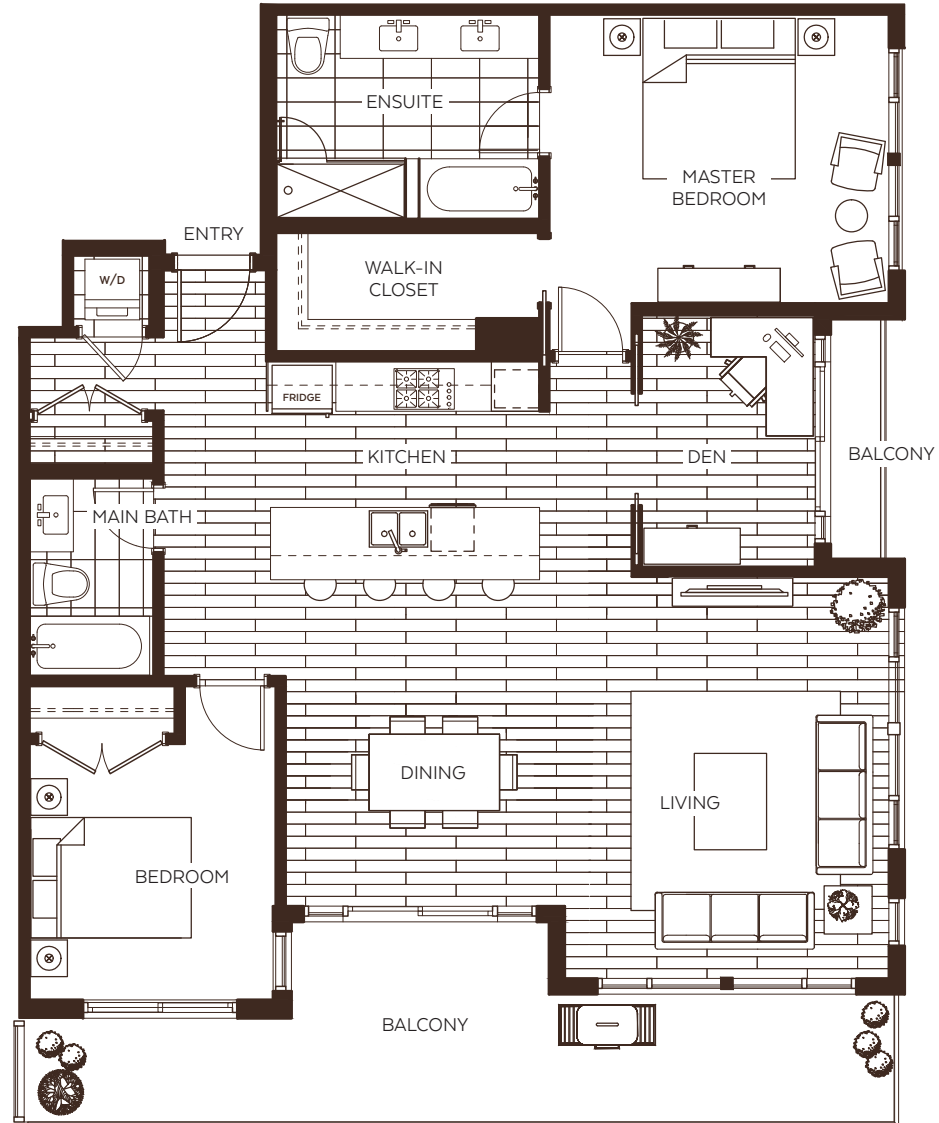 ENSUITE
MASTER
BEDROOM
ENTRY
W/D
WALK-IN
CLOSET
FRIDGE
KITCHEN
DEN
BALCONY
MAIN BATH
DINING
LIVING
BEDROOM
BALCONY